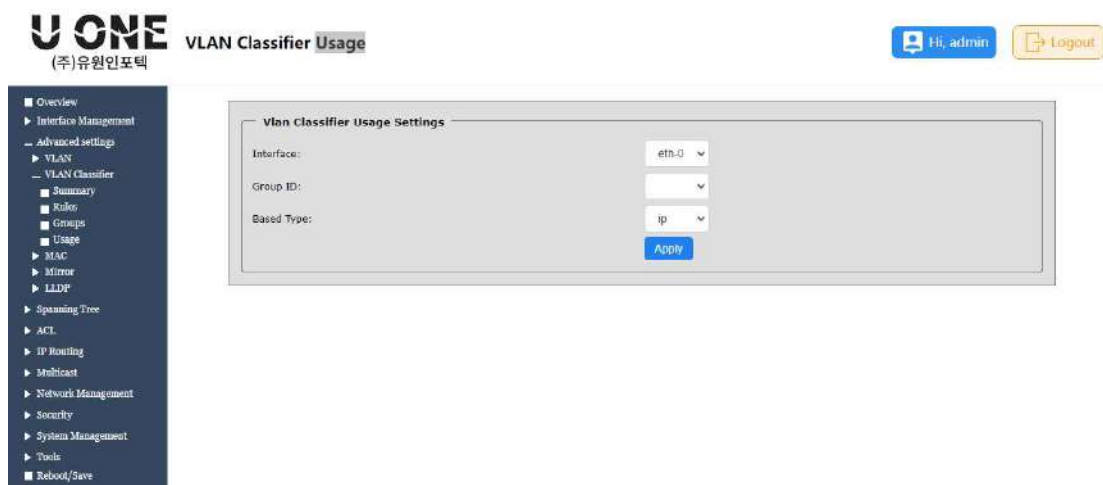 U ONE
(주)유원인포텍
VLAN Classifier Usage
Hi, admin
Logout
Overview
Interface Management
Advanced settings
VLAN
VLAN Classifier
Summary
Rules
Groups
Usage
MAC
Mirror
LLDP
Spanning Tree
ACL
IP Routing
Multicast
Network Management
Security
System Management
Tools
Reboot/Save
Vlan Classifier Usage Settings
Interface: eth-0
Group ID:
Based Type: ip
Apply